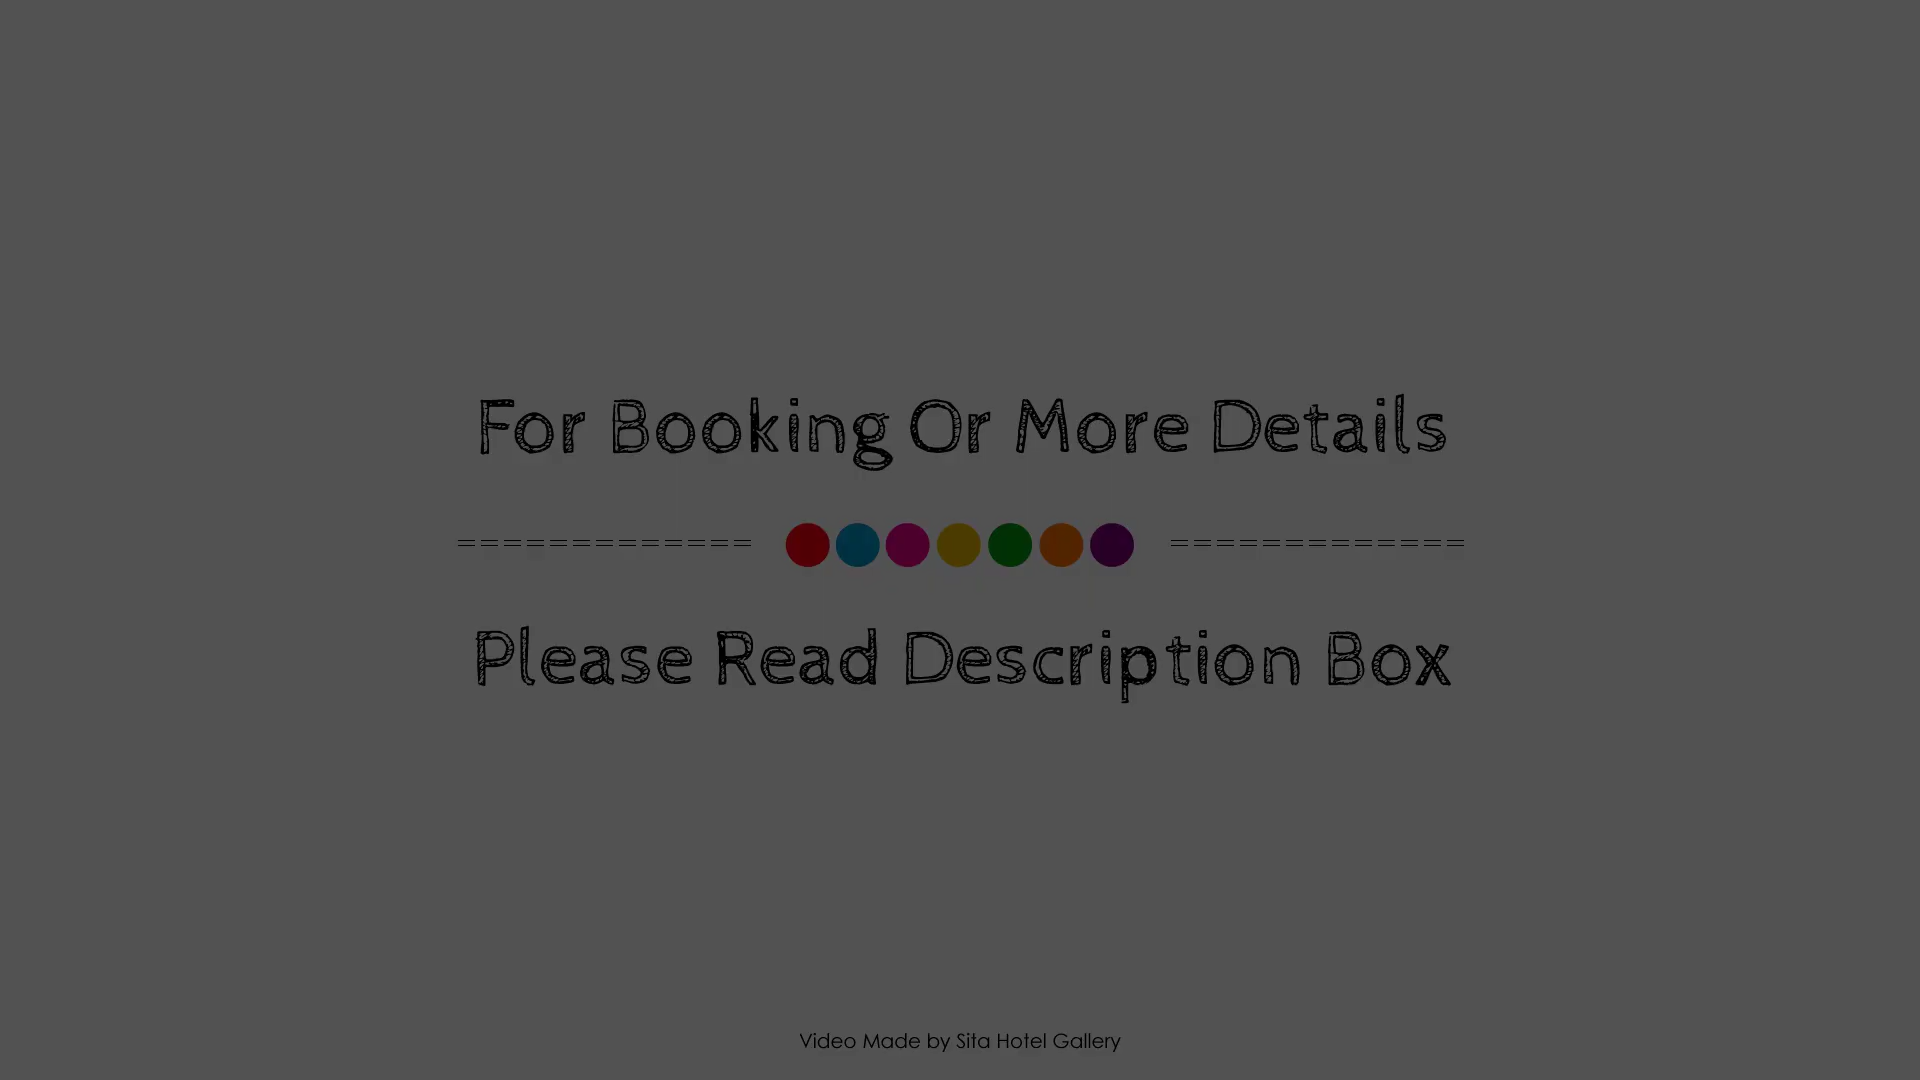 For Booking Or More Details
============= =============
Please Read Description Box
Video Made by Sita Hotel Gallery